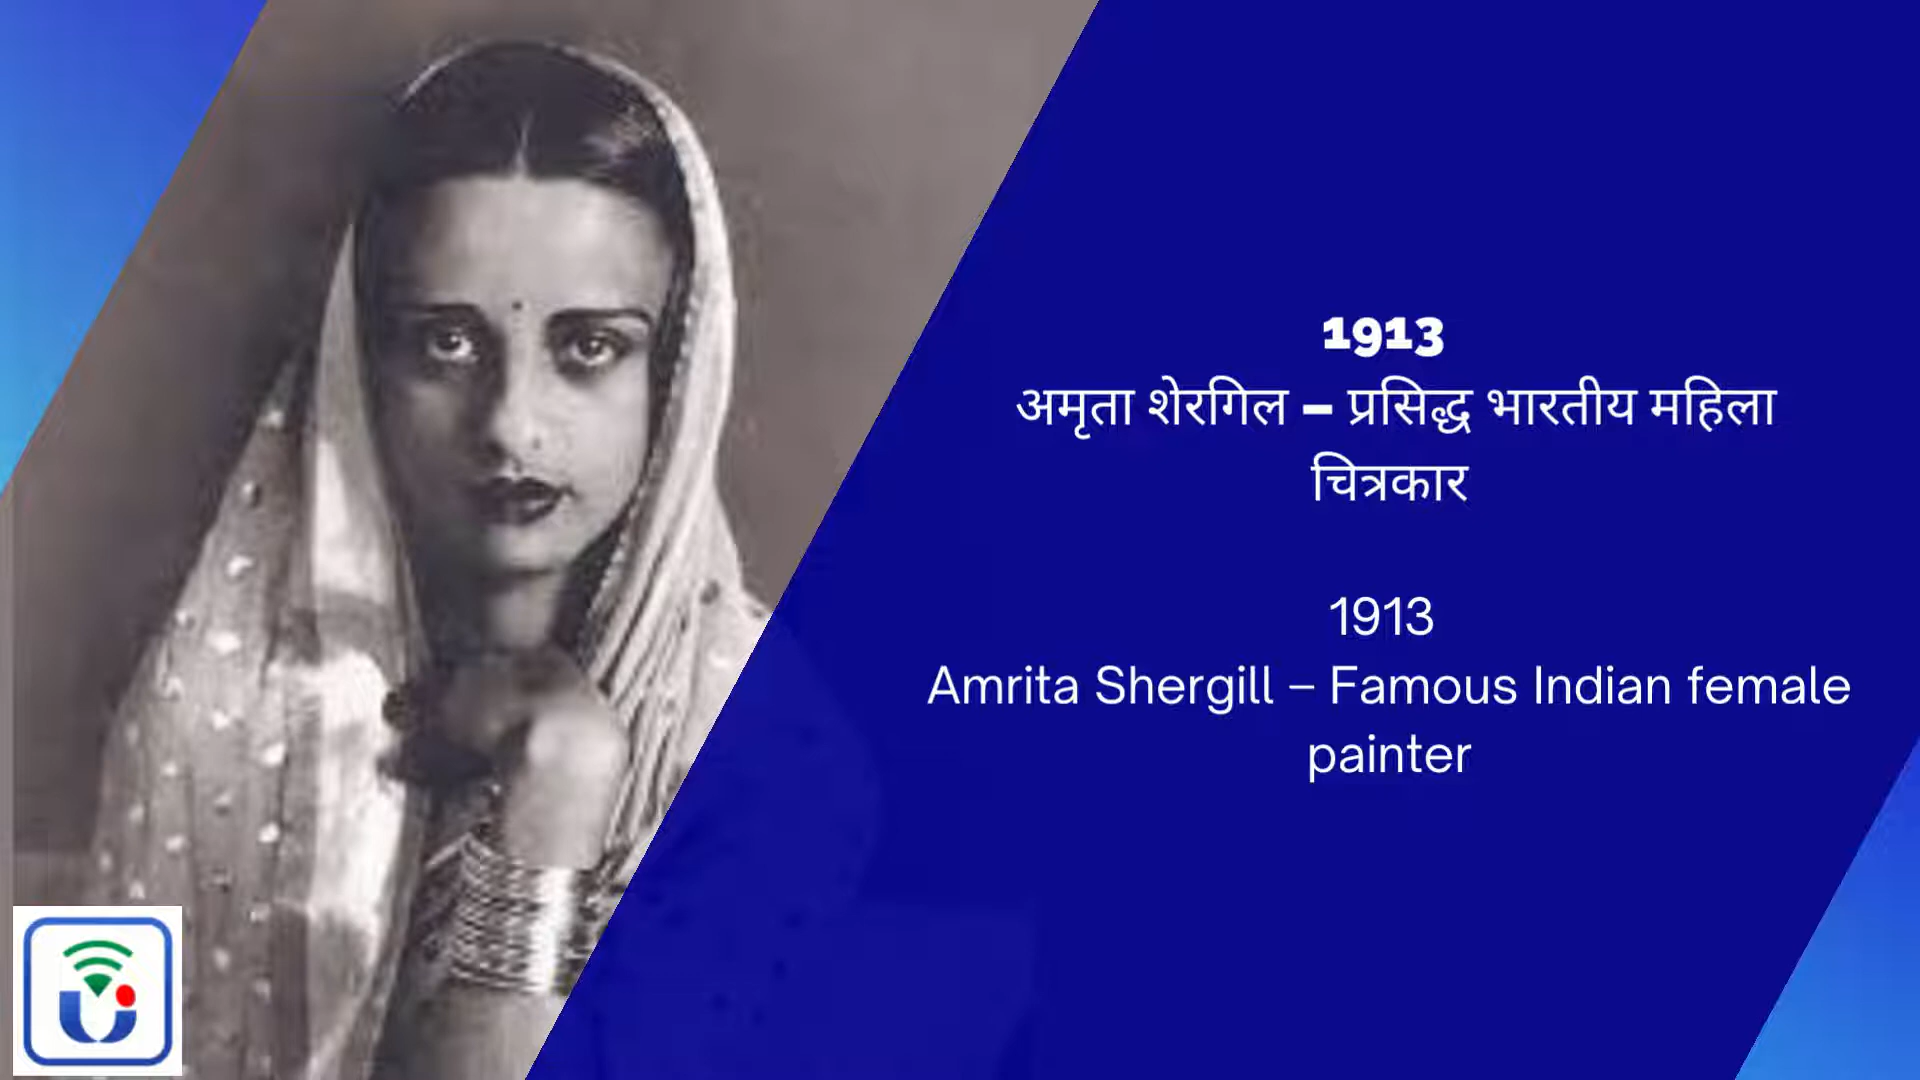 1913
अमृता शेरगिल – प्रसिद्ध भारतीय महिला
चित्रकार
1913
Amrita Shergill – Famous Indian female
painter